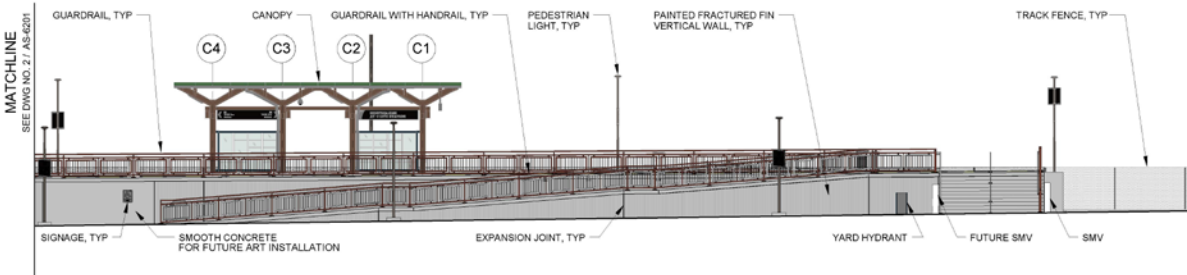 MATCHLINE
SEE DWG NO. 2 / AS-6201
GUARDRAIL, TYP
CANOPY
GUARDRAIL WITH HANDRAIL, TYP
PEDESTRIAN
LIGHT, TYP
PAINTED FRACTURED FIN
VERTICAL WALL, TYP
TRACK FENCE, TYP
C4
C3
C2
C1
SIGNAGE, TYP
SMOOTH CONCRETE
FOR FUTURE ART INSTALLATION
EXPANSION JOINT, TYP
YARD HYDRANT
FUTURE SMV
SMV